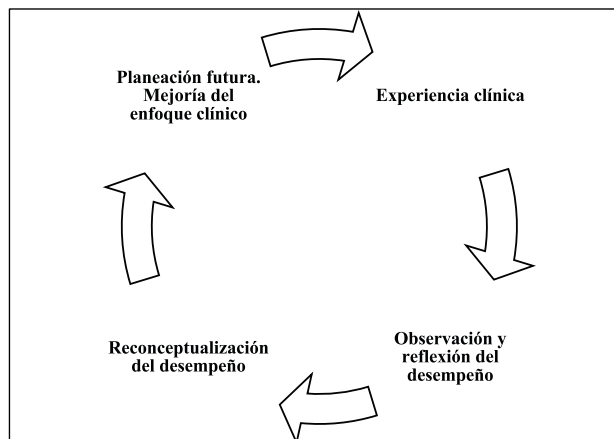 Planeación futura.
Mejoría del
enfoque clínico
Experiencia clínica
Observación y
reflexión del
desempeño
Reconceptualización
del desempeño